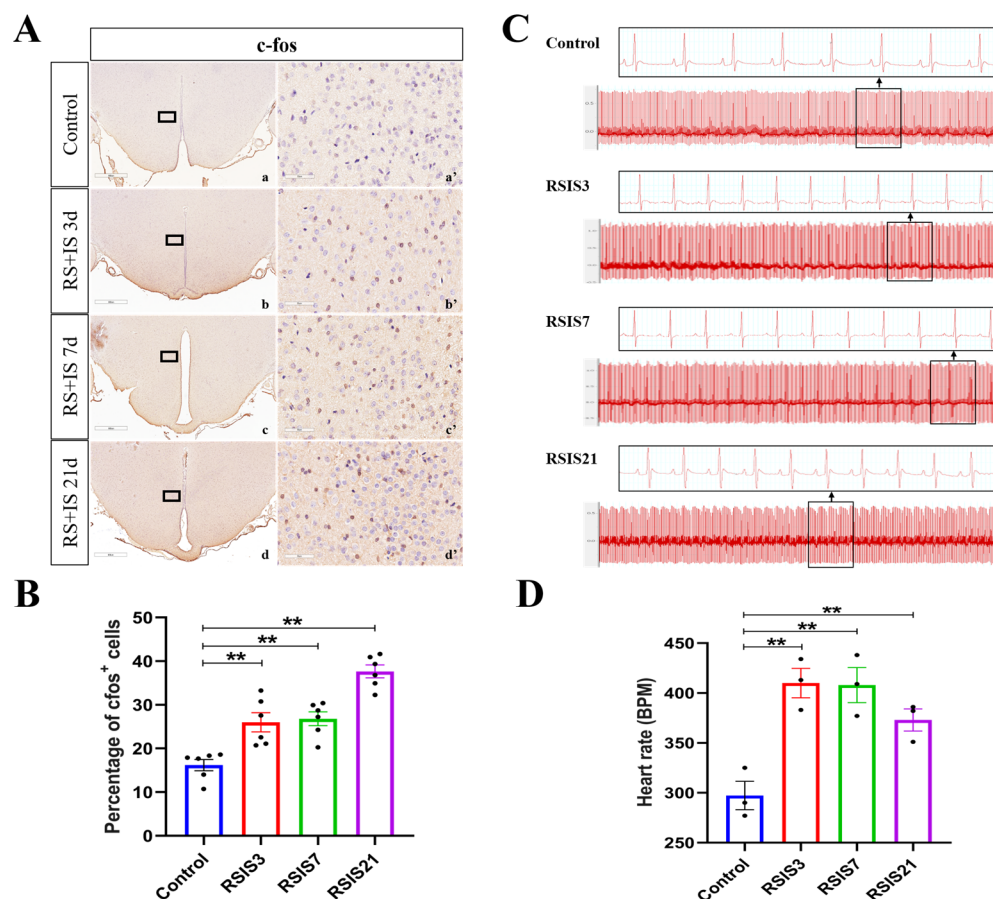 A
c-fos
Control
a
a'
RS+IS 3d
b
b'
RS+IS 7d
c
c'
RS+IS 21d
d
d'
B
Percentage of cfos+ cells
50
40
30
20
10
0
**
**
**
Control
RSIS3
RSIS7
RSIS21
C
Control
RSIS3
RSIS7
RSIS21
D
Heart rate (BPM)
450
400
350
300
250
**
**
**
Control
RSIS3
RSIS7
RSIS21